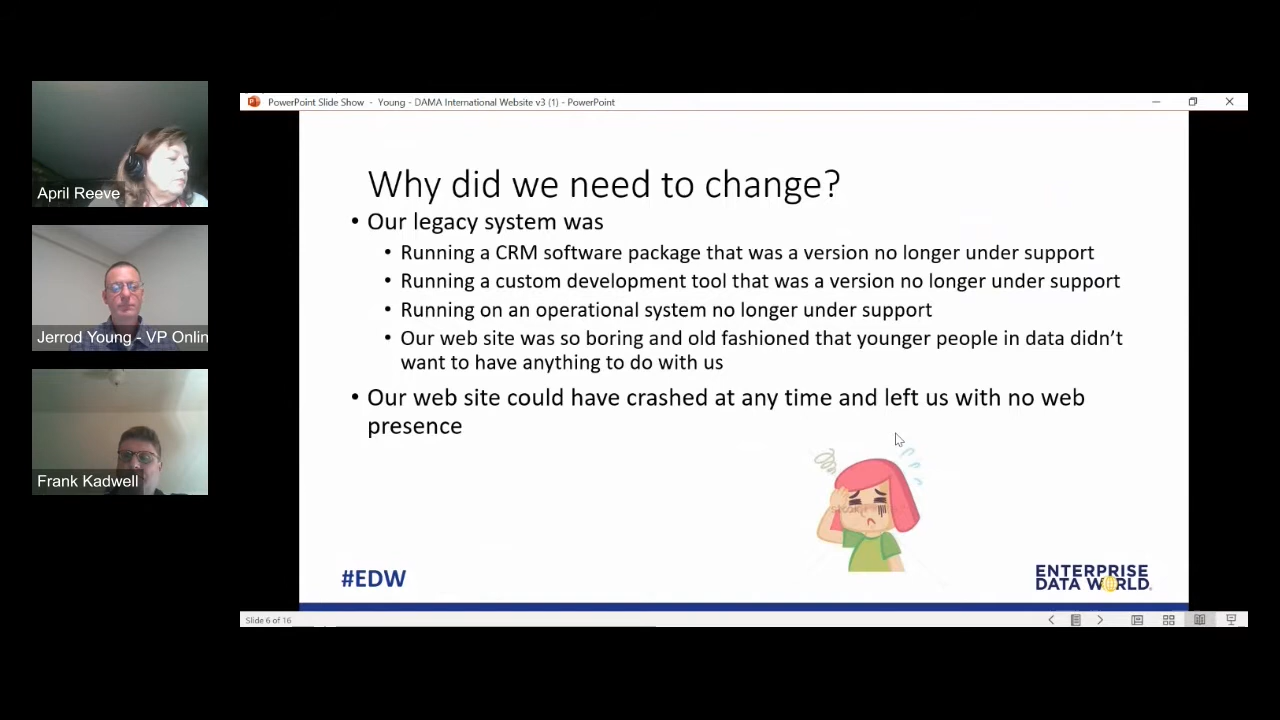 PowerPoint Slide Show - Young - DAMA International Website v3 (1) - PowerPoint
April Reeve
Jerrod Young - VP Onlin
Frank Kadwell
Why did we need to change?
• Our legacy system was
• Running a CRM software package that was a version no longer under support
• Running a custom development tool that was a version no longer under support
• Running on an operational system no longer under support
• Our web site was so boring and old fashioned that younger people in data didn’t
want to have anything to do with us
• Our web site could have crashed at any time and left us with no web
presence
#EDW
ENTERPRISE
DATA WORLD
Slide 6 of 16